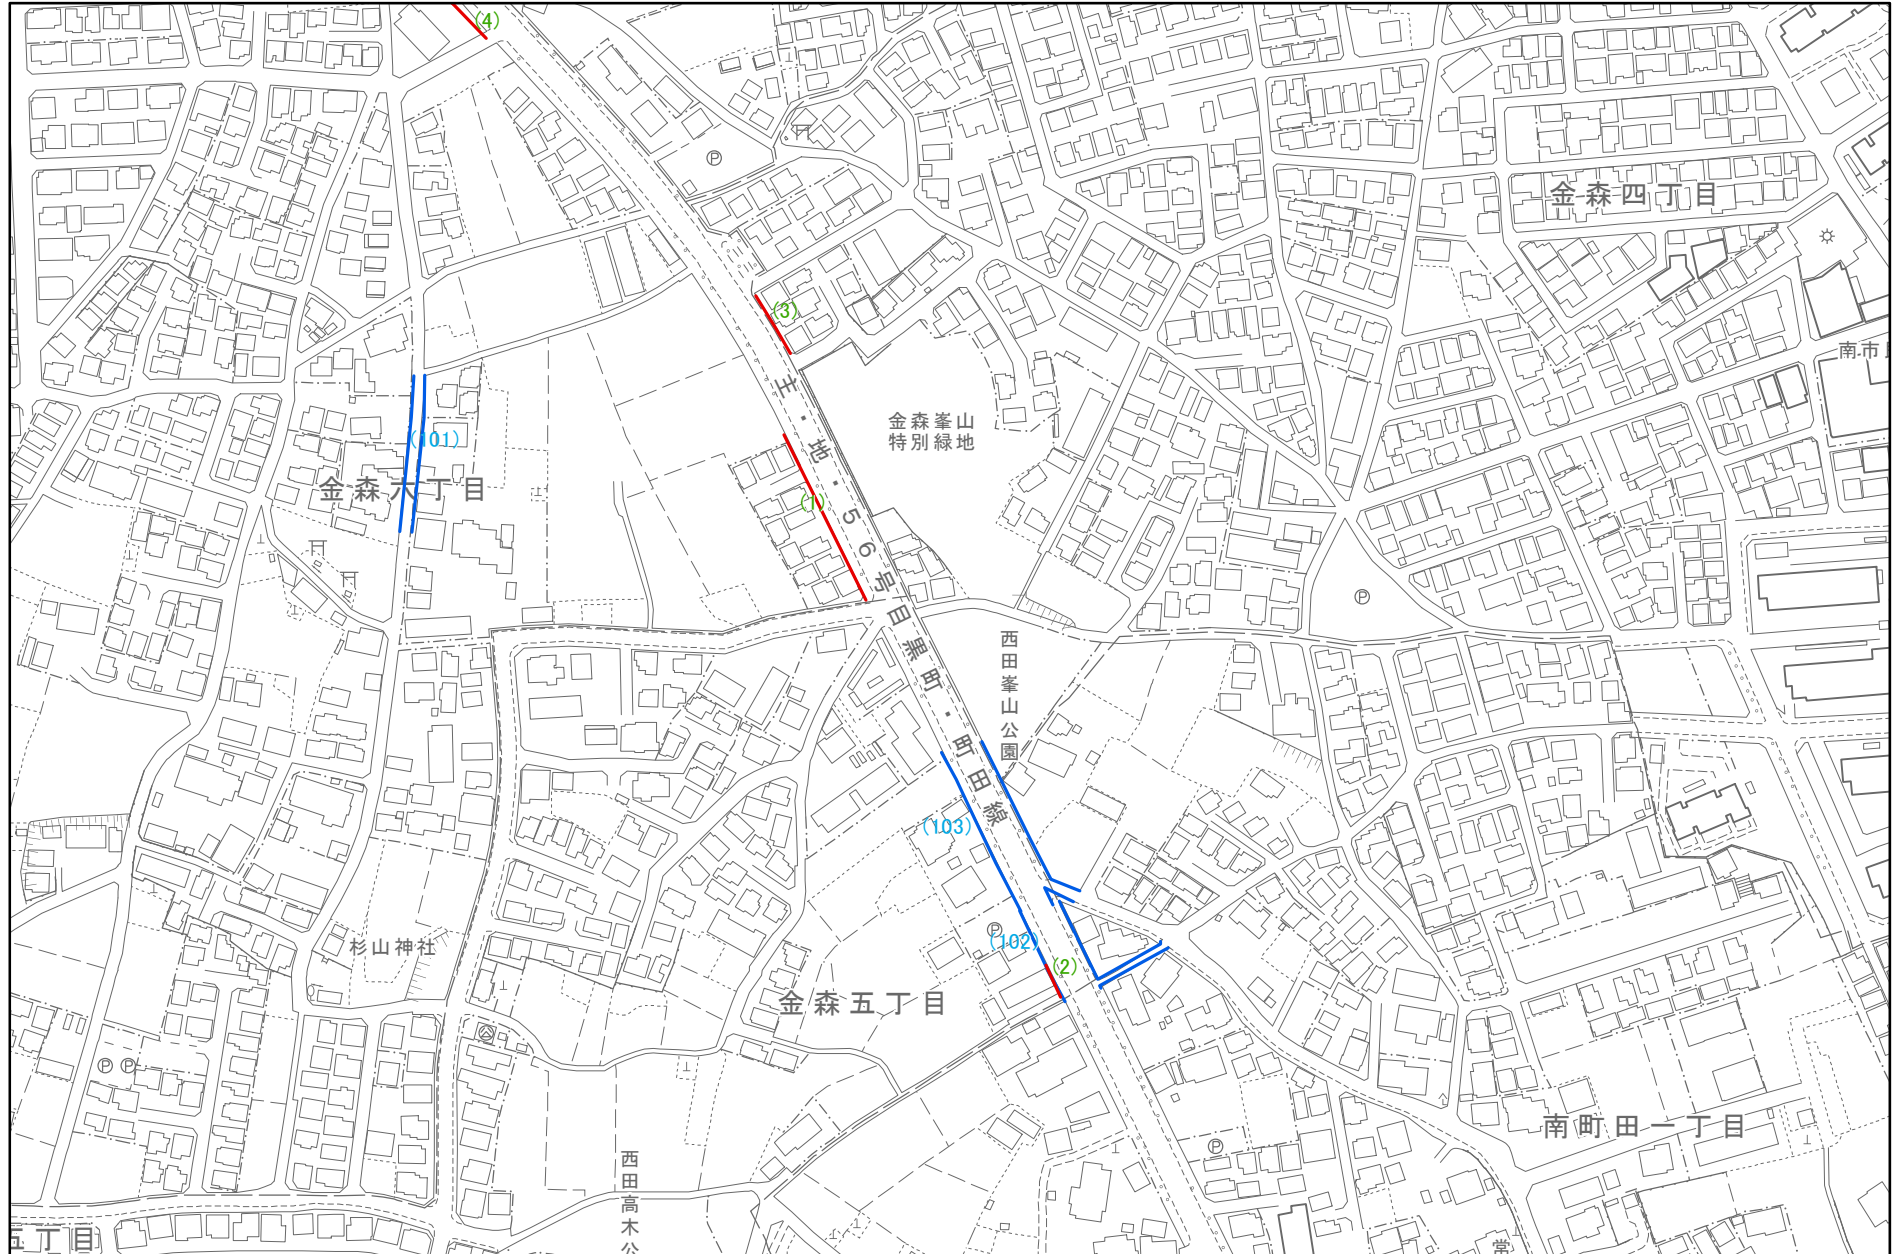 (4)
金森四丁目
(3)
南市
主・地・56号目黒町・町田線
金森峯山
特別緑地
(101)
金森六丁目
(1)
西田峯山公園
(103)
杉山神社
(102)
(2)
金森五丁目
南町田一丁目
西田高木公
五丁目
常